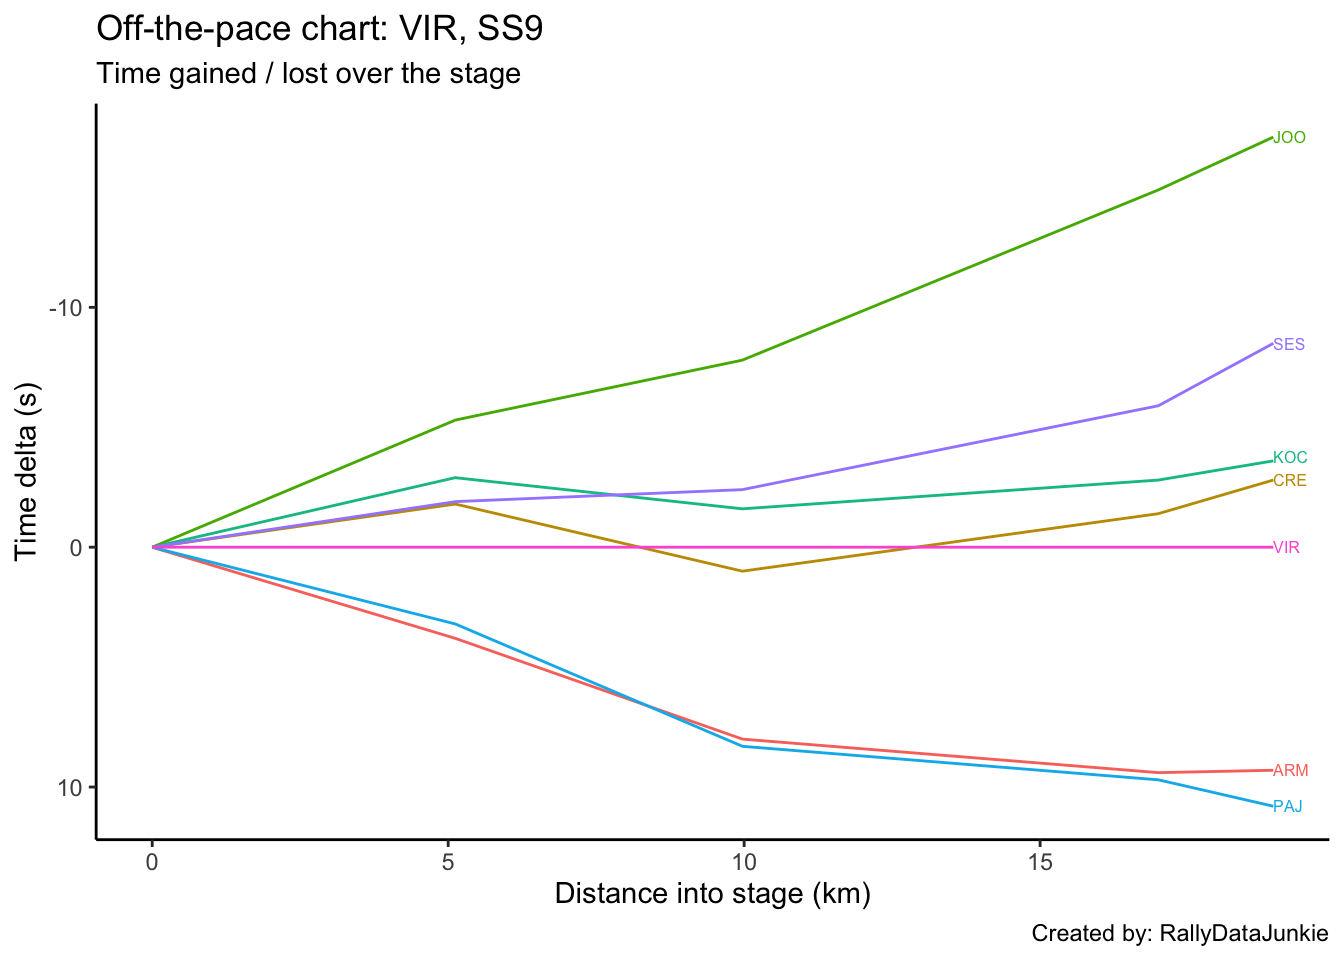 Off-the-pace chart: VIR, SS9
Time gained / lost over the stage
JOO
-10
SES
KOC
CRE
Time delta (s)
0
VIR
ARM
10
PAJ
0 5 10 15
Distance into stage (km)
Created by: RallyDataJunkie